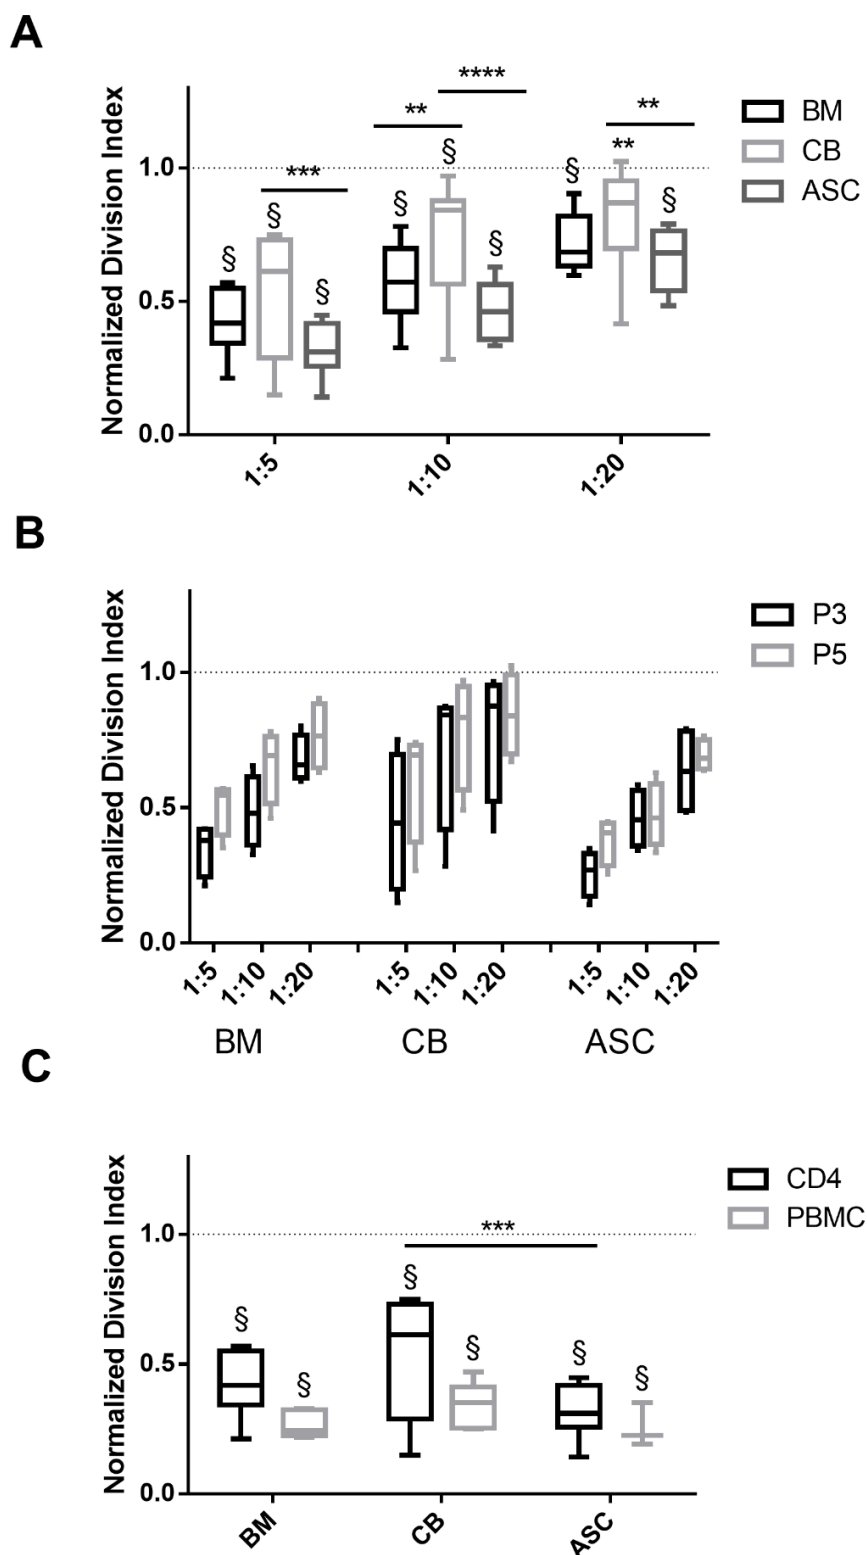 A
****
** **
BM
**
CB
1.0
***
§
ASC
§
§
§
§
§
§
§
0.5
0.0
Normalized Division Index
1:5
1:10
1:20
B
P3
P5
1.0
0.5
0.0
Normalized Division Index
1:5 1:10 1:20 1:5 1:10 1:20 1:5 1:10 1:20
BM CB ASC
C
CD4
PBMC
***
1.0
§
§
§
§
§
§
0.5
0.0
Normalized Division Index
BM
CB
ASC